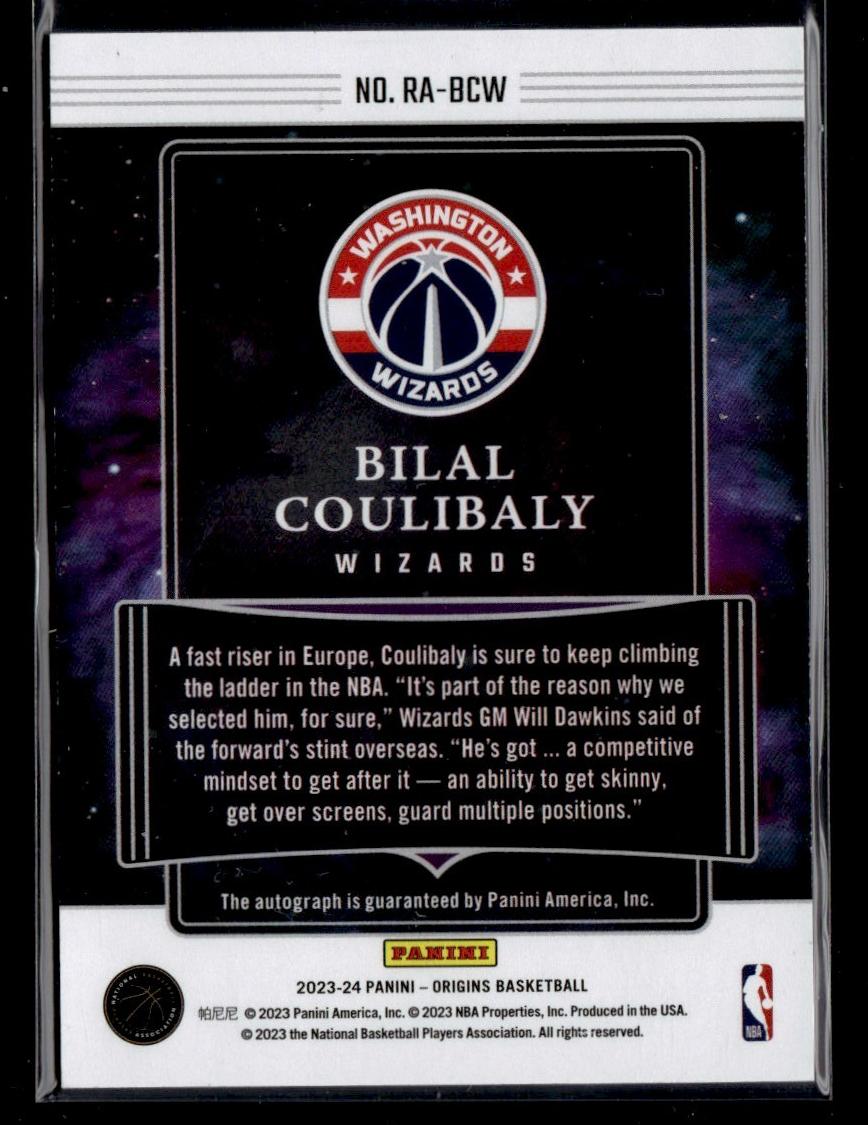 NO. RA-BCW
WASHINGTON
WIZARDS
BILAL
COULIBALY
WIZARDS
A fast riser in Europe, Coulibaly is sure to keep climbing
the ladder in the NBA. “It’s part of the reason why we
selected him, for sure,” Wizards GM Will Dawkins said of
the forward’s stint overseas. “He’s got ... a competitive
mindset to get after it — an ability to get skinny,
get over screens, guard multiple positions.”
The autograph is guaranteed by Panini America, Inc.
PANINI
2023-24 PANINI – ORIGINS BASKETBALL
帕尼尼 © 2023 Panini America, Inc. © 2023 NBA Properties, Inc. Produced in the USA.
© 2023 the National Basketball Players Association. All rights reserved.
NATIONAL BASKETBALL
ASSOCIATION
NBA